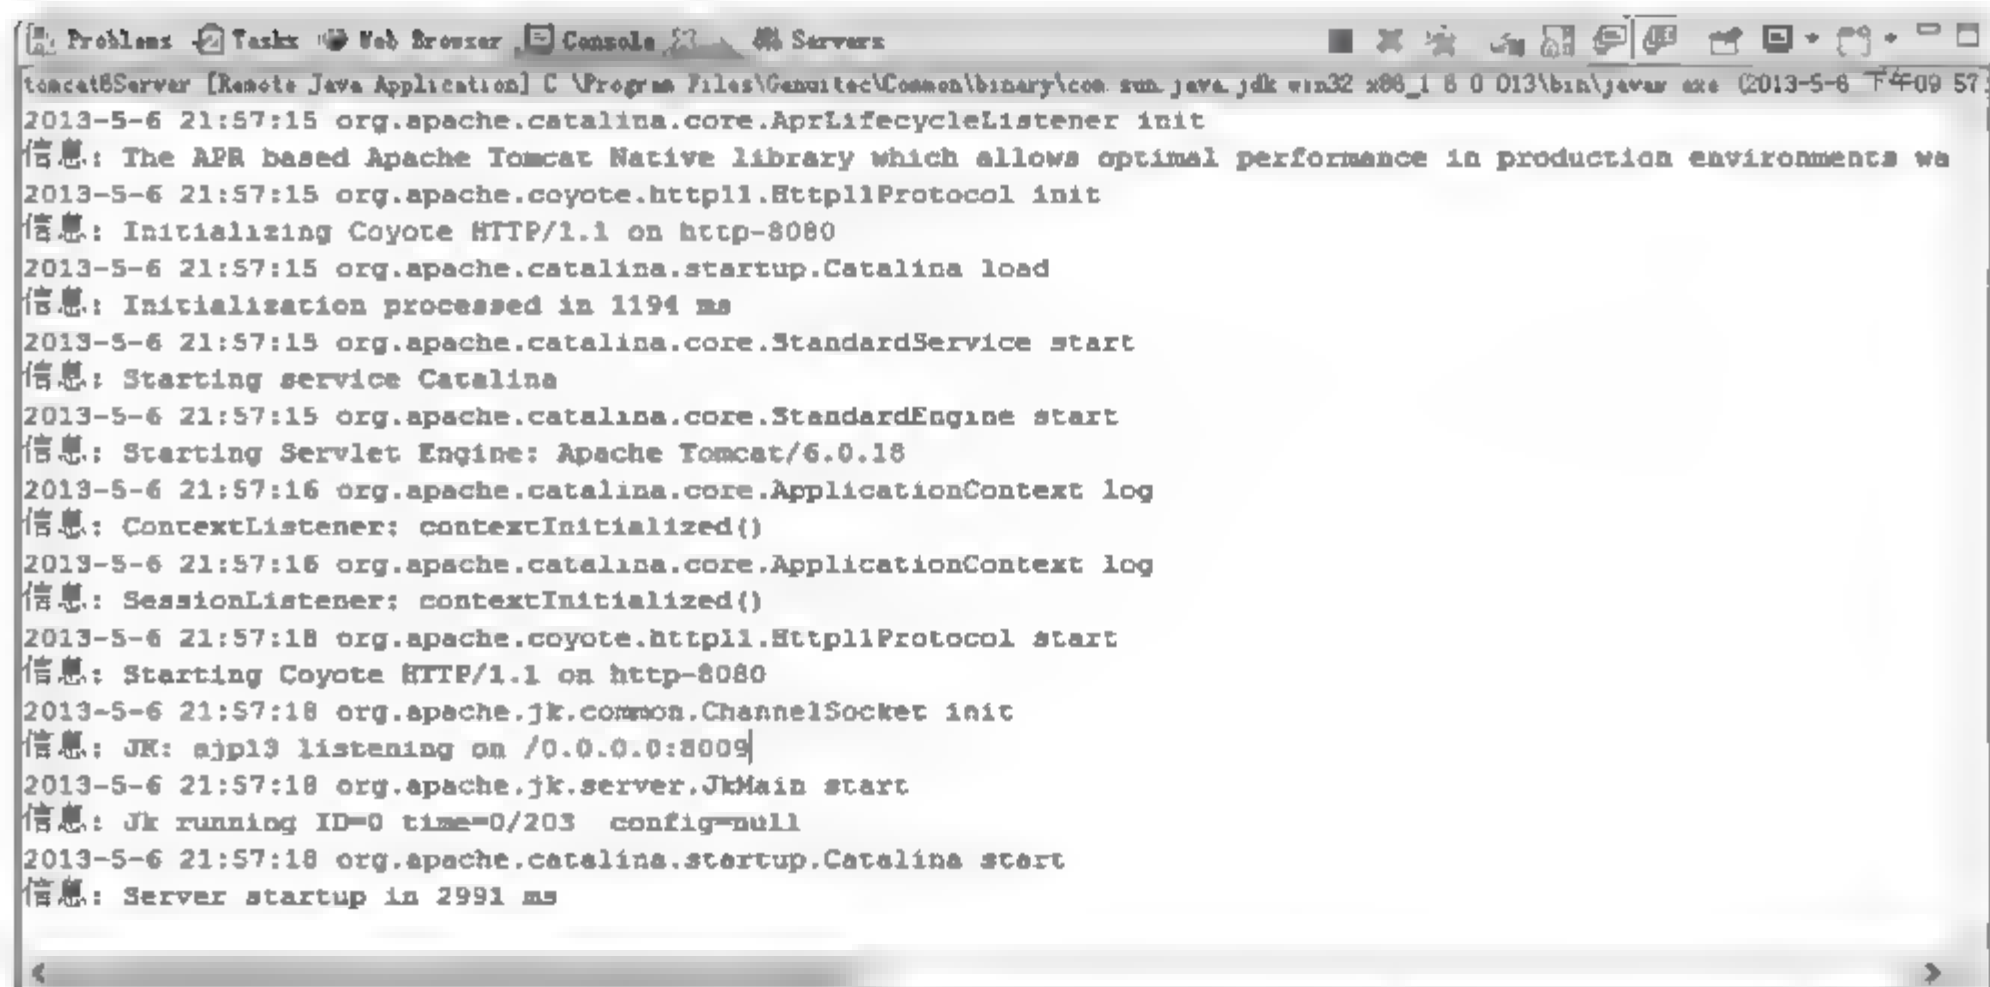 Problems Tasks Web Browser Console Servers
tomcat6Server [Remote Java Application] C \Program Files\Genuitec\Common\binary\com.sun.java.jdk win32 x86_1 6 0 013\bin\javaw exe (2013-5-6 下午09 57
2013-5-6 21:57:15 org.apache.catalina.core.AprLifecycleListener init
信息: The APR based Apache Tomcat Native library which allows optimal performance in production environments wa
2013-5-6 21:57:15 org.apache.coyote.http11.Http11Protocol init
信息: Initializing Coyote HTTP/1.1 on http-8080
2013-5-6 21:57:15 org.apache.catalina.startup.Catalina load
信息: Initialization processed in 1194 ms
2013-5-6 21:57:15 org.apache.catalina.core.StandardService start
信息: Starting service Catalina
2013-5-6 21:57:15 org.apache.catalina.core.StandardEngine start
信息: Starting Servlet Engine: Apache Tomcat/6.0.18
2013-5-6 21:57:16 org.apache.catalina.core.ApplicationContext log
信息: ContextListener: contextInitialized()
2013-5-6 21:57:16 org.apache.catalina.core.ApplicationContext log
信息: SessionListener: contextInitialized()
2013-5-6 21:57:18 org.apache.coyote.http11.Http11Protocol start
信息: Starting Coyote HTTP/1.1 on http-8080
2013-5-6 21:57:18 org.apache.jk.common.ChannelSocket init
信息: JK: ajp13 listening on /0.0.0.0:8009
2013-5-6 21:57:18 org.apache.jk.server.JkMain start
信息: Jk running ID=0 time=0/203  config=null
2013-5-6 21:57:18 org.apache.catalina.startup.Catalina start
信息: Server startup in 2991 ms